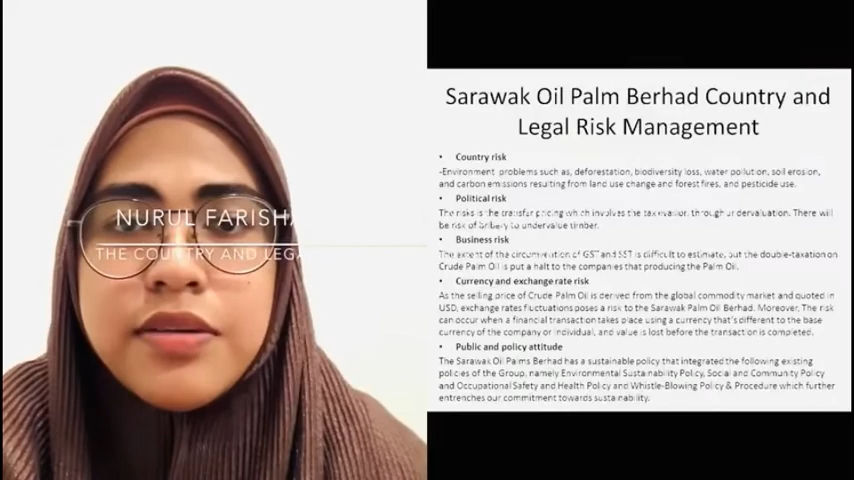 NURUL FARISHA
THE COUNTRY AND LEGA
Sarawak Oil Palm Berhad Country and
Legal Risk Management
• Country risk
-Environment problems such as, deforestation, biodiversity loss, water pollution, soil erosion,
and carbon emissions resulting from land use change and forest fires, and pesticide use.
• Political risk
The risks is the transfer pricing which involves the tax evasion through undervaluation. There will
be risk of bribery to undervalue timber.
• Business risk
The extent of the circumvention of GST and SST is difficult to estimate, but the double-taxation on
Crude Palm Oil is put a halt to the companies that producing the Palm Oil.
• Currency and exchange rate risk
As the selling price of Crude Palm Oil is derived from the global commodity market and quoted in
USD, exchange rates fluctuations poses a risk to the Sarawak Palm Oil Berhad. Moreover, The risk
can occur when a financial transaction takes place using a currency that's different to the base
currency of the company or individual, and value is lost before the transaction is completed.
• Public and policy attitude
The Sarawak Oil Palms Berhad has a sustainable policy that integrated the following existing
policies of the Group, namely Environmental Sustainability Policy, Social and Community Policy
and Occupational Safety and Health Policy and Whistle-Blowing Policy & Procedure which further
entrenches our commitment towards sustainability.